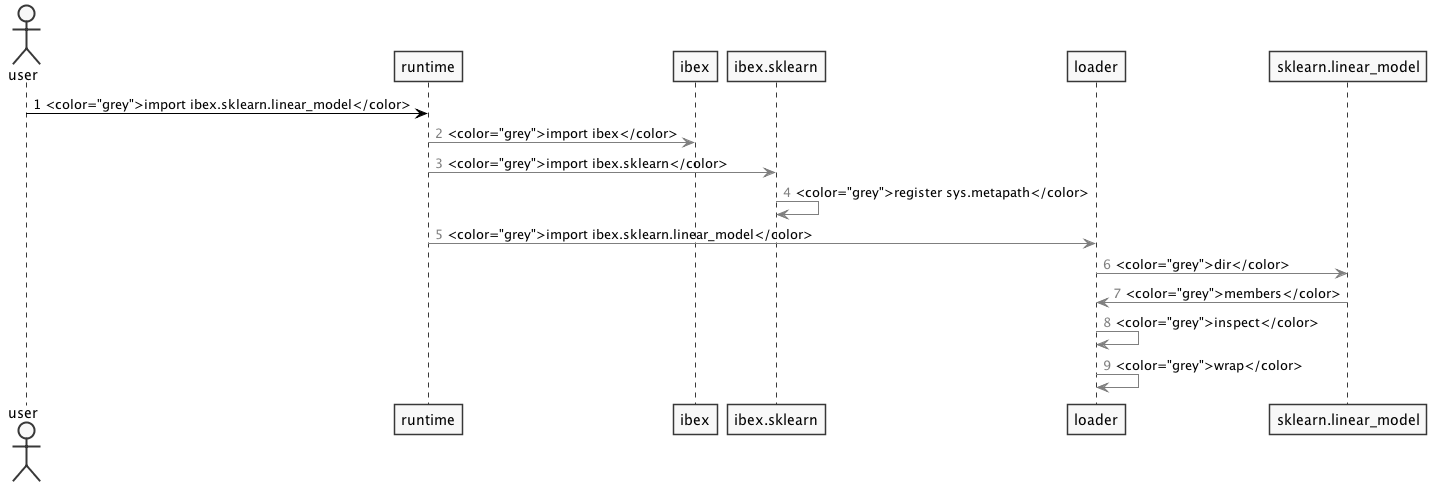 user
runtime
ibex
ibex.sklearn
loader
sklearn.linear_model
1 <color="grey">import ibex.sklearn.linear_model</color>
2 <color="grey">import ibex</color>
3 <color="grey">import ibex.sklearn</color>
4 <color="grey">register sys.metapath</color>
5 <color="grey">import ibex.sklearn.linear_model</color>
6 <color="grey">dir</color>
7 <color="grey">members</color>
8 <color="grey">inspect</color>
9 <color="grey">wrap</color>
user
runtime
ibex
ibex.sklearn
loader
sklearn.linear_model